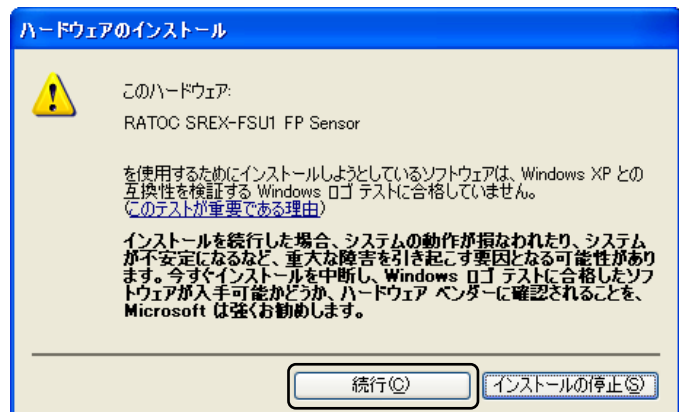 ハードウェアのインストール
このハードウェア:
RATOC SREX-FSU1 FP Sensor
を使用するためにインストールしようとしているソフトウェアは、Windows XP との
互換性を検証する Windows ロゴ テストに合格していません。
(このテストが重要である理由)
インストールを続行した場合、システムの動作が損なわれたり、システム
が不安定になるなど、重大な障害を引き起こす要因となる可能性があり
ます。今すぐインストールを中断し、Windows ロゴ テストに合格したソフ
トウェアが入手可能かどうか、ハードウェア ベンダーに確認されることを、
Microsoft は強くお勧めします。
続行(C) インストールの停止(S)